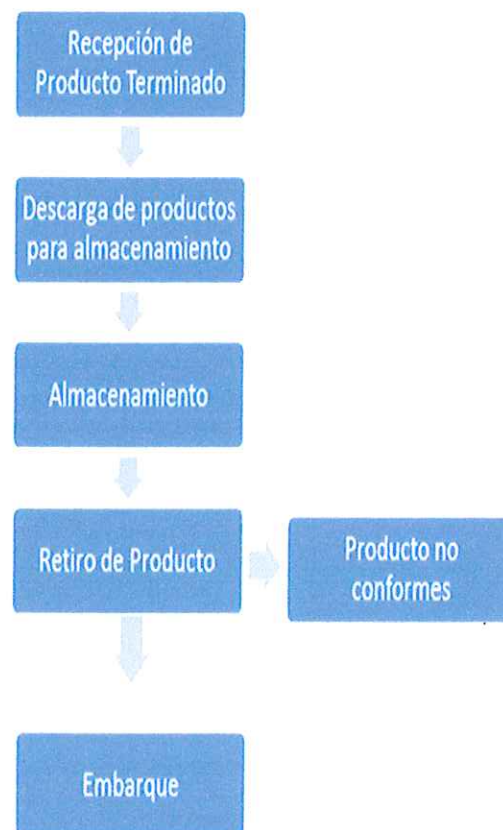 Recepción de
Producto Terminado
Descarga de productos
para almacenamiento
Almacenamiento
Retiro de Producto
Producto no
conformes
Embarque